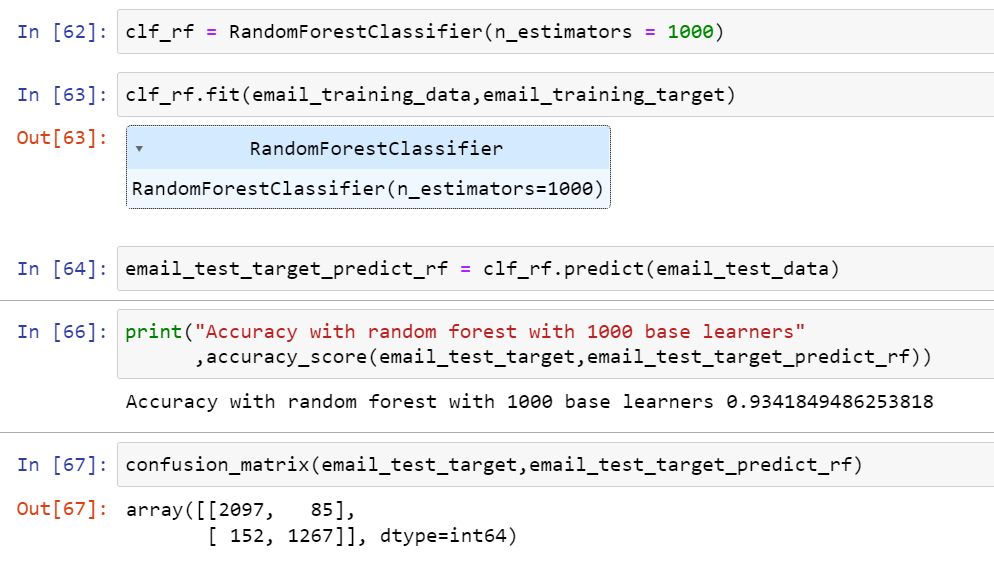 In [62]: clf_rf = RandomForestClassifier(n_estimators = 1000)
In [63]: clf_rf.fit(email_training_data,email_training_target)
Out[63]:
RandomForestClassifier
RandomForestClassifier(n_estimators=1000)
In [64]: email_test_target_predict_rf = clf_rf.predict(email_test_data)
In [66]: print("Accuracy with random forest with 1000 base learners"
,accuracy_score(email_test_target,email_test_target_predict_rf))
Accuracy with random forest with 1000 base learners 0.9341849486253818
In [67]: confusion_matrix(email_test_target,email_test_target_predict_rf)
Out[67]: array([[2097,   85],
[ 152, 1267]], dtype=int64)